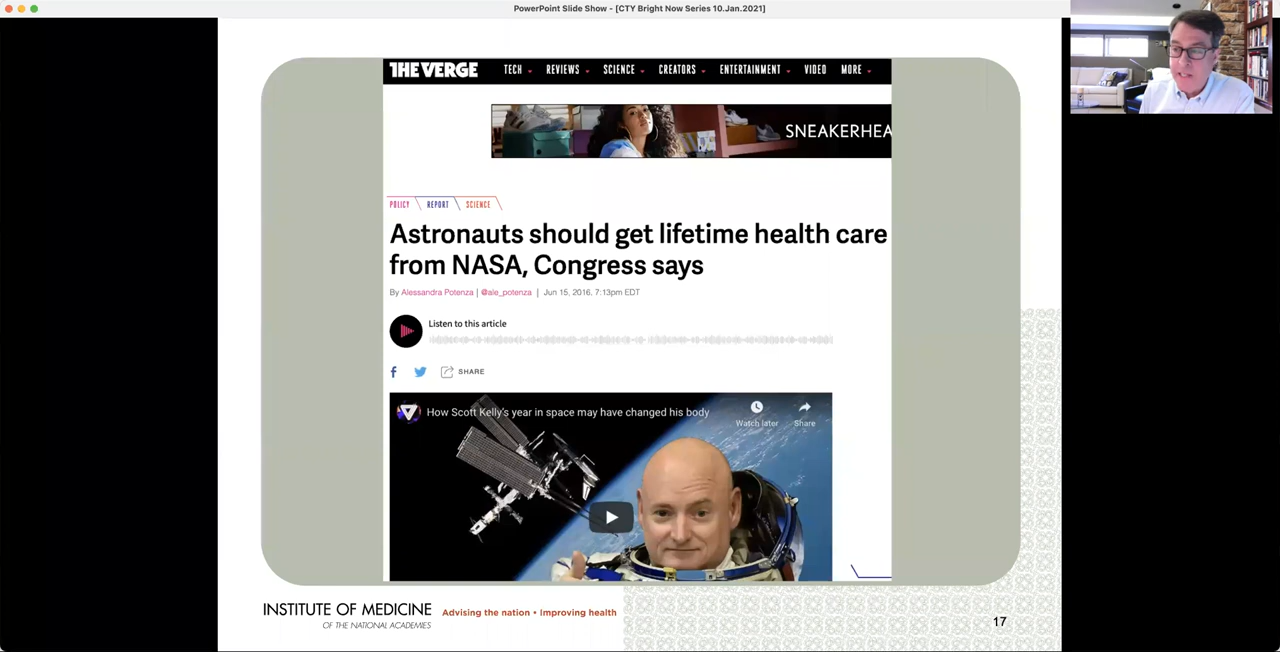 PowerPoint Slide Show - [CTY Bright Now Series 10.Jan.2021]
THE VERGE TECH REVIEWS SCIENCE CREATORS ENTERTAINMENT VIDEO MORE
SNEAKERHEA
POLICY REPORT SCIENCE
Astronauts should get lifetime health care
from NASA, Congress says
By Alessandra Potenza | @ale_potenza | Jun 15, 2016, 7:13pm EDT
Listen to this article
SHARE
How Scott Kelly's year in space may have changed his body
Watch later Share
INSTITUTE OF MEDICINE Advising the nation • Improving health
OF THE NATIONAL ACADEMIES
17